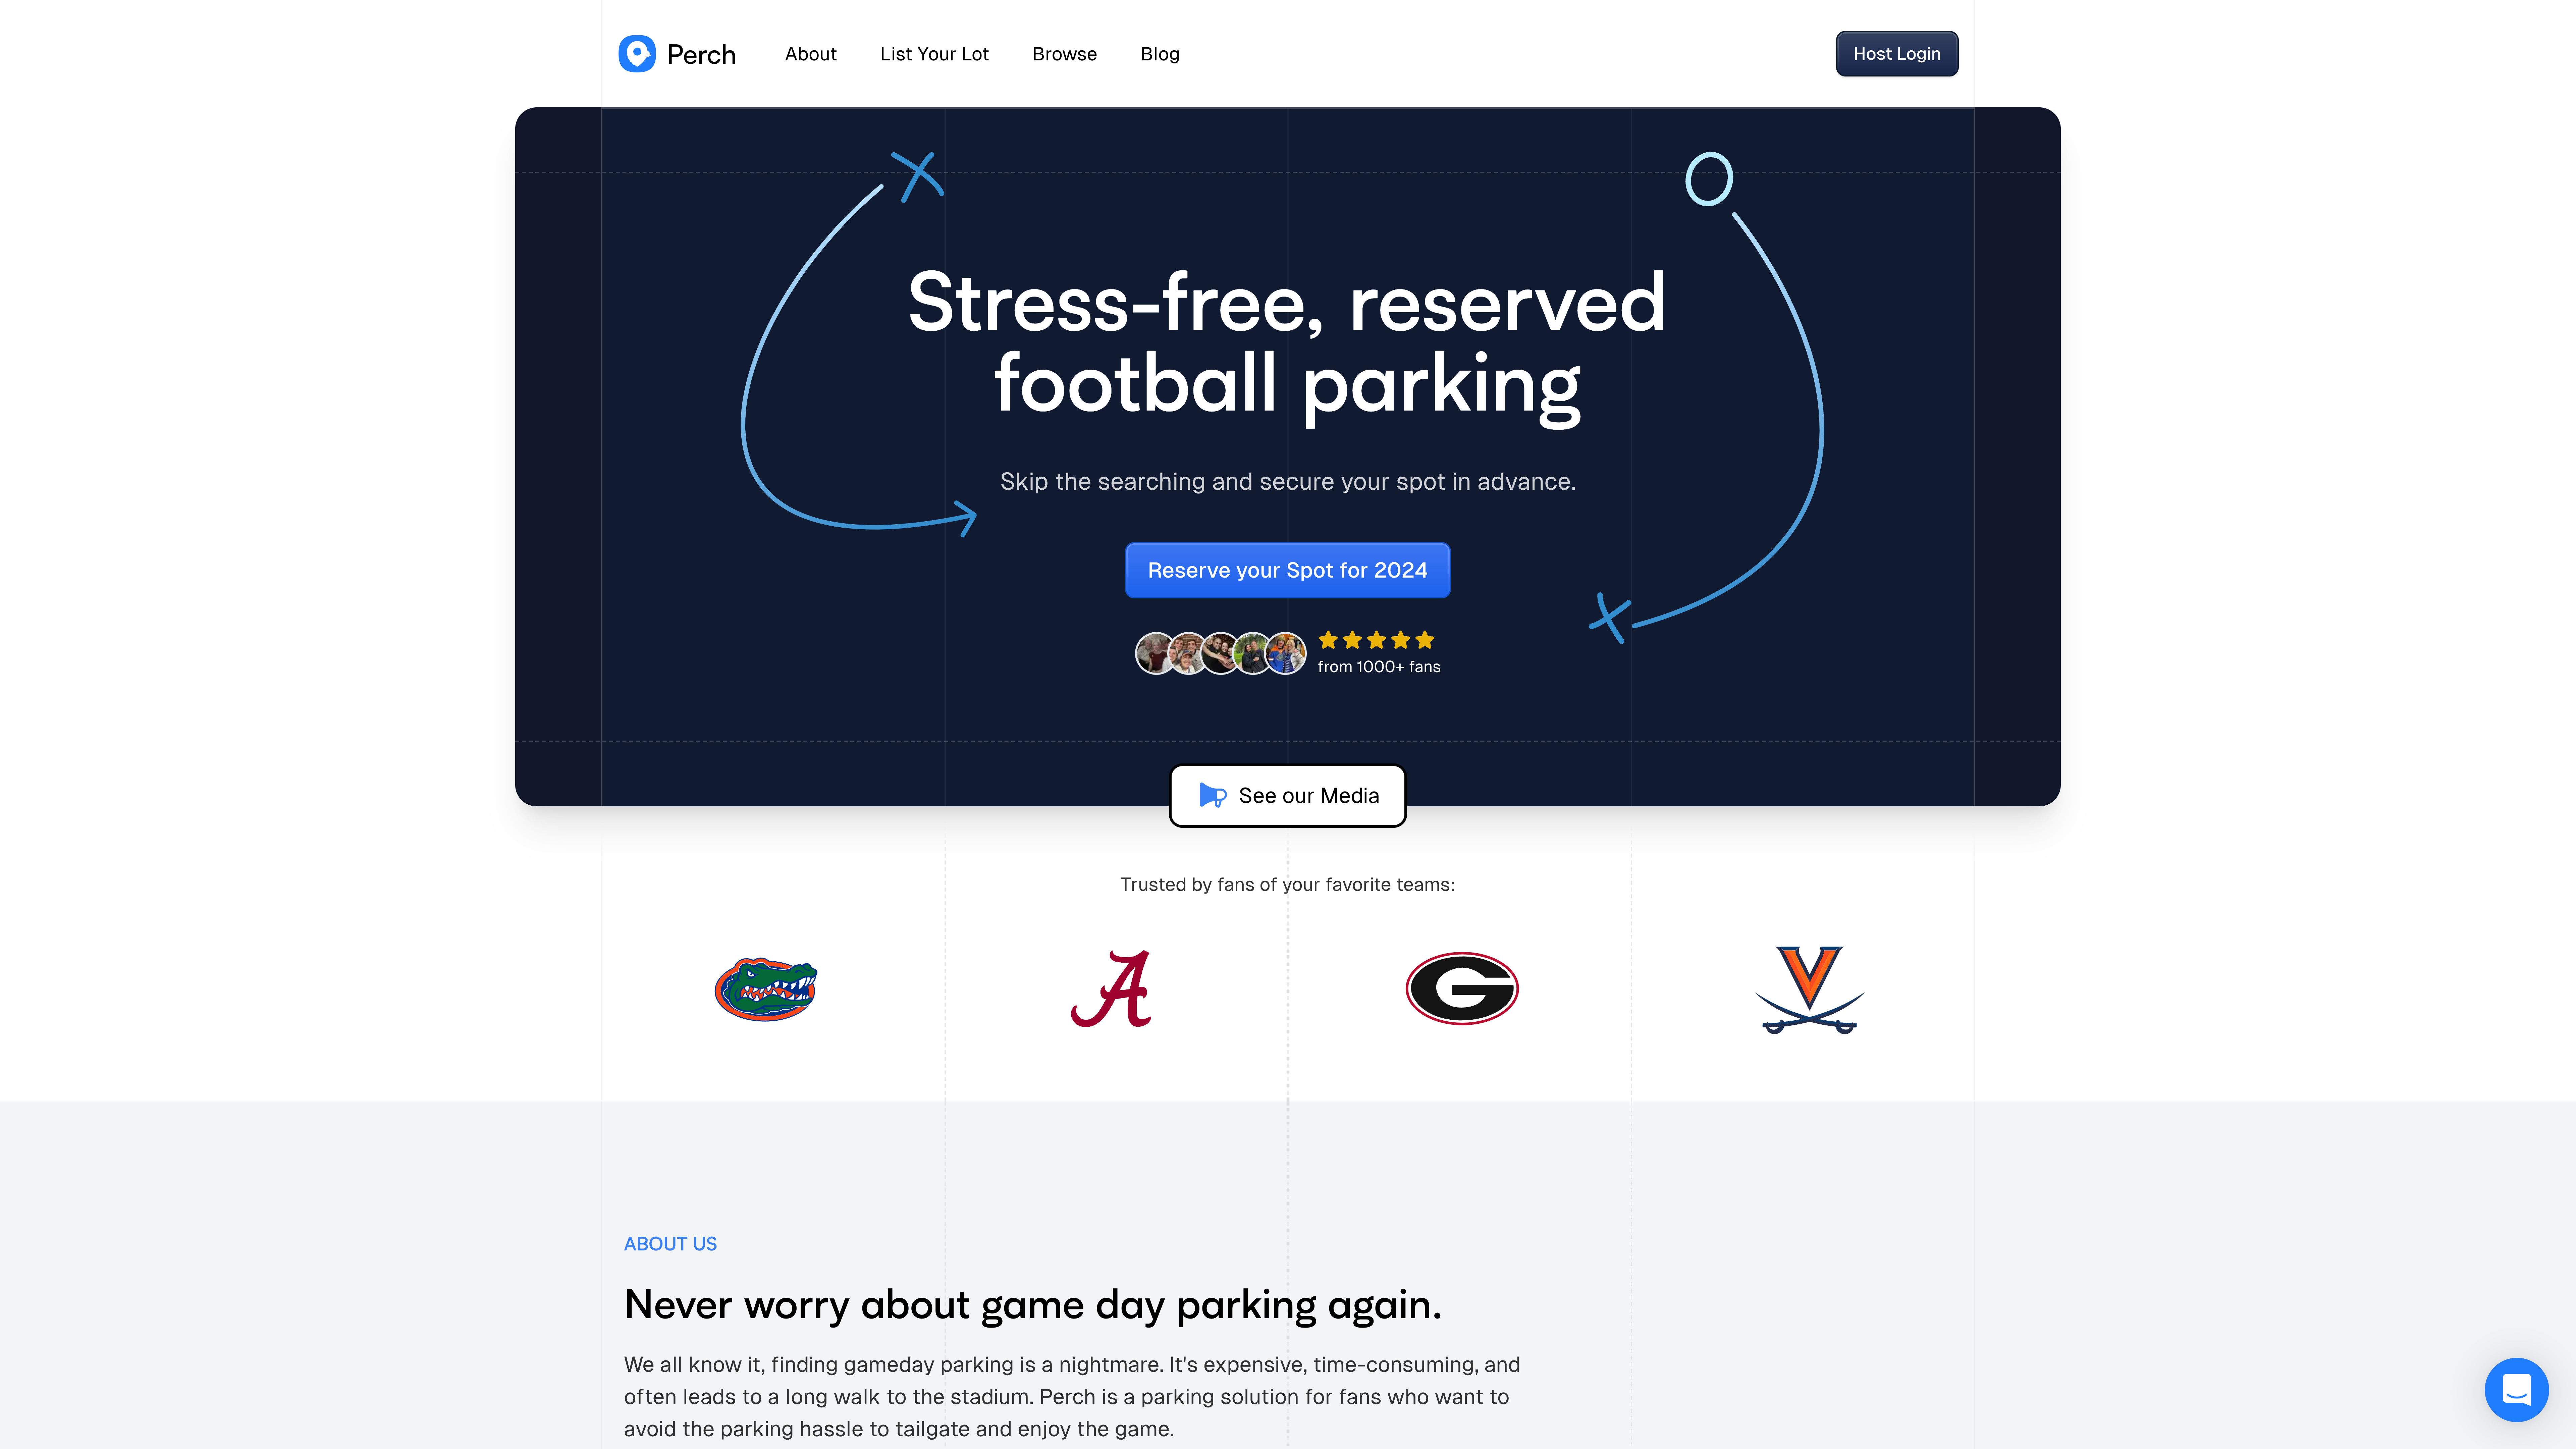 Perch
About
List Your Lot
Browse
Blog
Host Login
Stress-free, reserved
football parking
Skip the searching and secure your spot in advance.
Reserve your Spot for 2024
from 1000+ fans
See our Media
Trusted by fans of your favorite teams:
A
G
V
ABOUT US
Never worry about game day parking again.
We all know it, finding gameday parking is a nightmare. It's expensive, time-consuming, and
often leads to a long walk to the stadium. Perch is a parking solution for fans who want to
avoid the parking hassle to tailgate and enjoy the game.